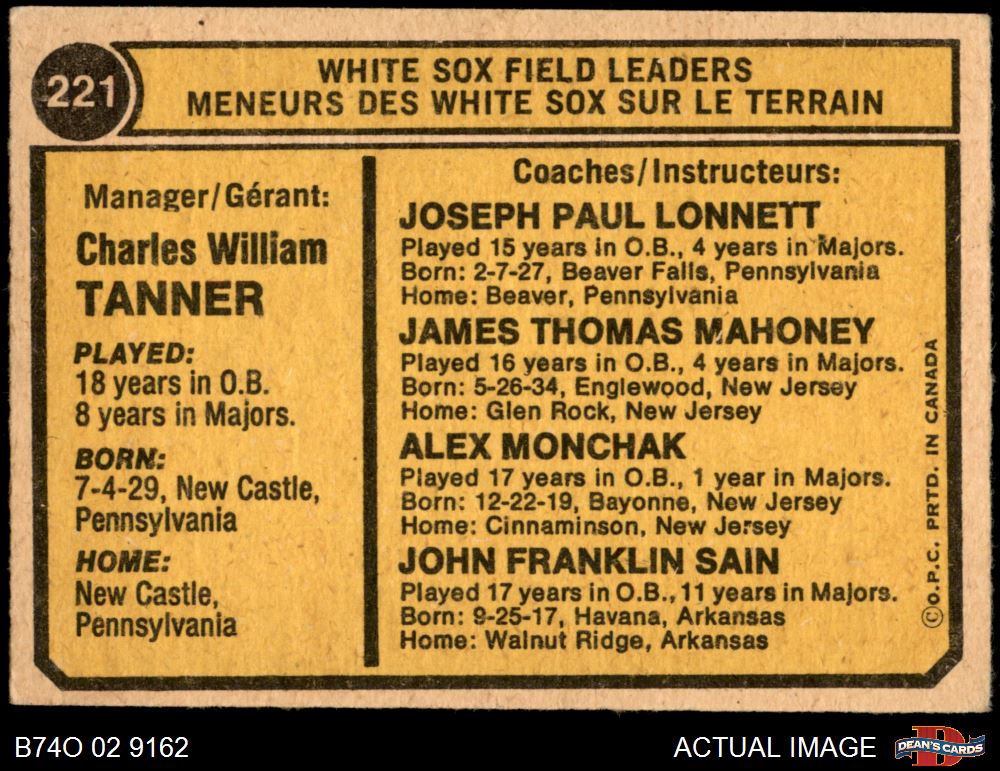 221
WHITE SOX FIELD LEADERS
MENEURS DES WHITE SOX SUR LE TERRAIN
Manager/Gérant:
Charles William
TANNER
PLAYED:
18 years in O.B.
8 years in Majors.
BORN:
7-4-29, New Castle,
Pennsylvania
HOME:
New Castle,
Pennsylvania
Coaches/Instructeurs:
JOSEPH PAUL LONNETT
Played 15 years in O.B., 4 years in Majors.
Born: 2-7-27, Beaver Falls, Pennsylvania
Home: Beaver, Pennsylvania
JAMES THOMAS MAHONEY
Played 16 years in O.B., 4 years in Majors.
Born: 5-26-34, Englewood, New Jersey
Home: Glen Rock, New Jersey
ALEX MONCHAK
Played 17 years in O.B., 1 year in Majors.
Born: 12-22-19, Bayonne, New Jersey
Home: Cinnaminson, New Jersey
JOHN FRANKLIN SAIN
Played 17 years in O.B., 11 years in Majors.
Born: 9-25-17, Havana, Arkansas
Home: Walnut Ridge, Arkansas
©O.P.C. PRTD. IN CANADA
B74O 02 9162
ACTUAL IMAGE
D
DEAN'S CARDS